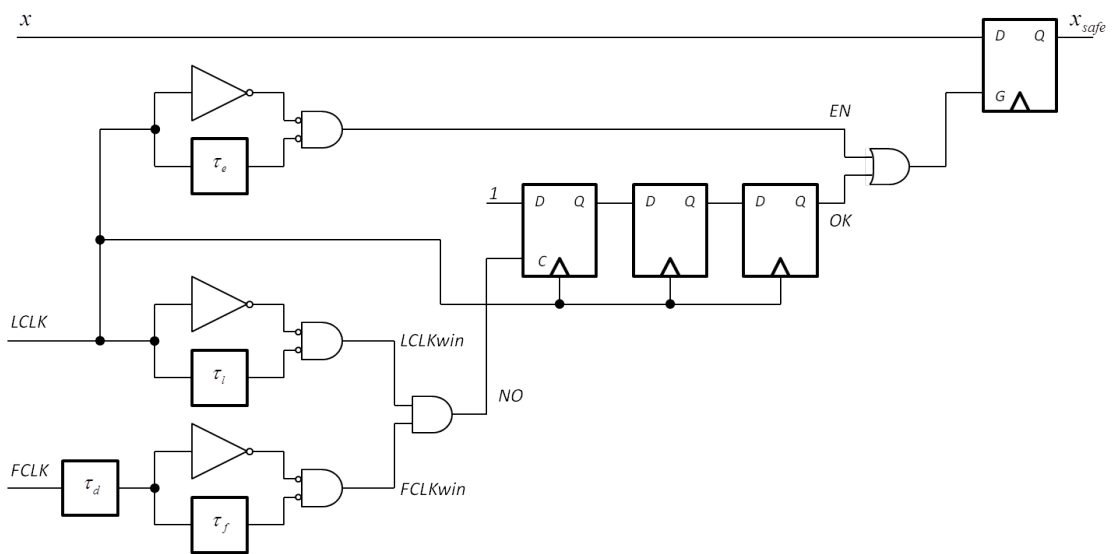 x
x_safe
D Q
G
EN
τ_e
1
D Q
D Q
D Q
OK
C
LCLK
LCLKwin
τ_l
NO
FCLK
τ_d
FCLKwin
τ_f